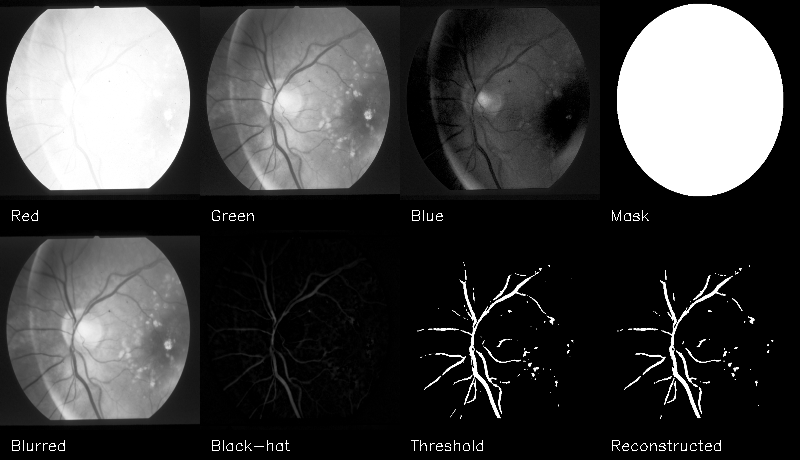 Red
Green
Blue
Mask
Blurred
Black-hat
Threshold
Reconstructed